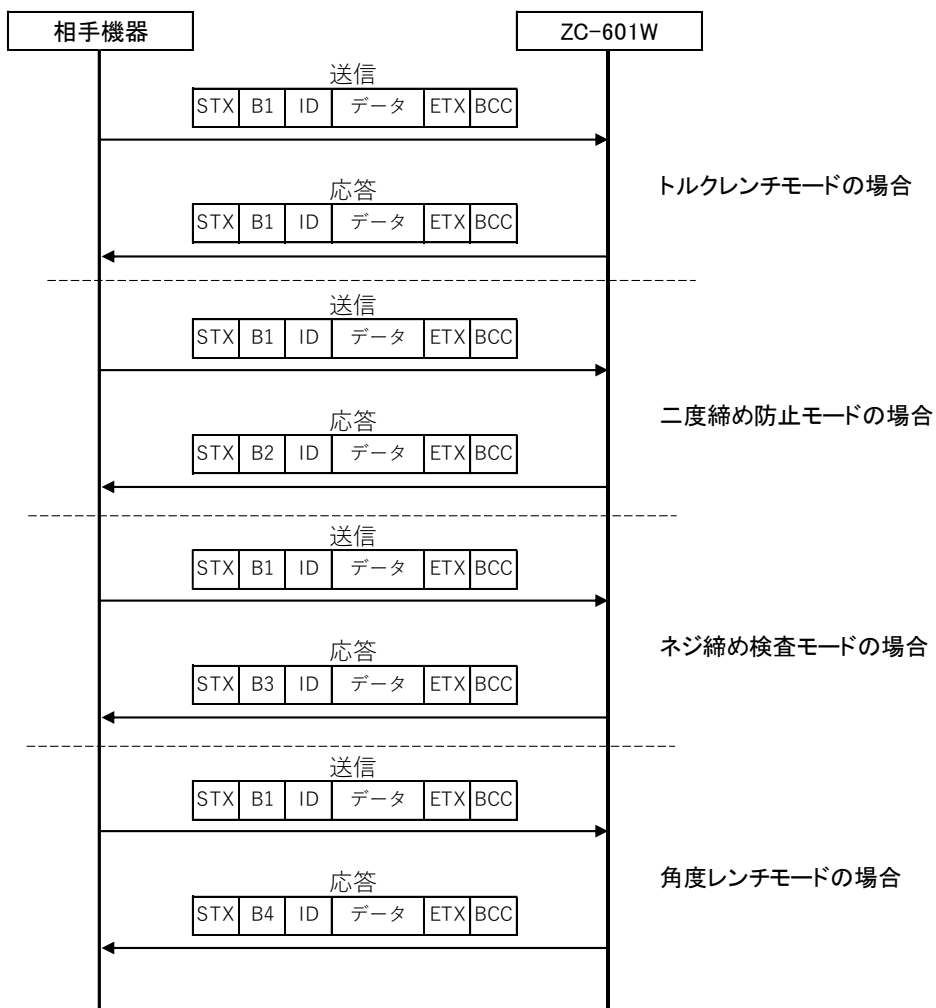 相手機器 ZC-601W
送信
STX B1 ID データ ETX BCC
トルクレンチモードの場合
応答
STX B1 ID データ ETX BCC
送信
STX B1 ID データ ETX BCC
二度締め防止モードの場合
応答
STX B2 ID データ ETX BCC
送信
STX B1 ID データ ETX BCC
ネジ締め検査モードの場合
応答
STX B3 ID データ ETX BCC
送信
STX B1 ID データ ETX BCC
角度レンチモードの場合
応答
STX B4 ID データ ETX BCC